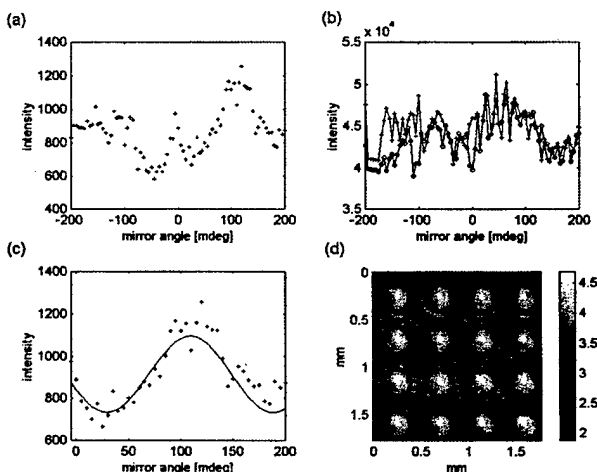 (a)
1400
1200
1000
800
600
400
-200 -100 0 100 200
intensity
mirror angle [mdeg]
(b)
x 10^4
5.5
5
4.5
4
3.5
-200 -100 0 100 200
intensity
mirror angle [mdeg]
(c)
1400
1200
1000
800
600
0 50 100 150 200
intensity
mirror angle [mdeg]
(d)
0
0.5
1
1.5
0 0.5 1 1.5
mm
mm
4.5
4
3.5
3
2.5
2